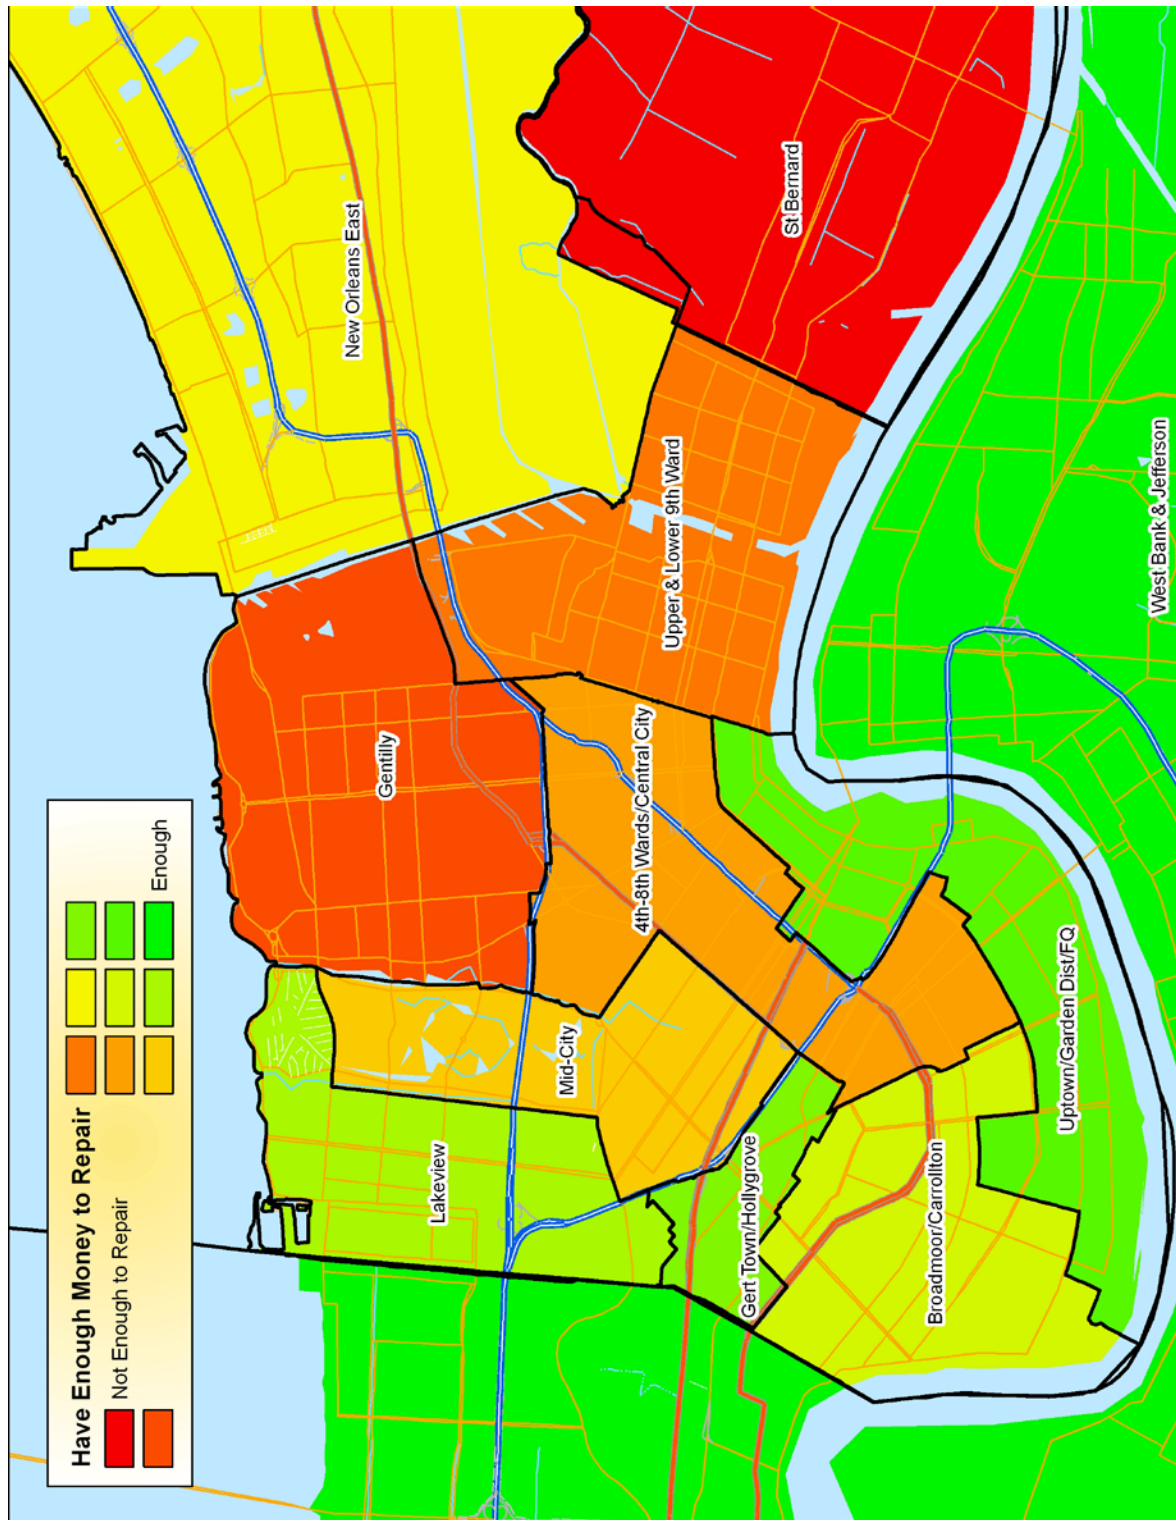 Have Enough Money to Repair
Not Enough to Repair
Enough
New Orleans East
St Bernard
Gentilly
Upper & Lower 9th Ward
4th-8th Wards/Central City
Mid-City
Lakeview
Gert Town/Hollygrove
Broadmoor/Carrollton
Uptown/Garden Dist/FQ
West Bank & Jefferson